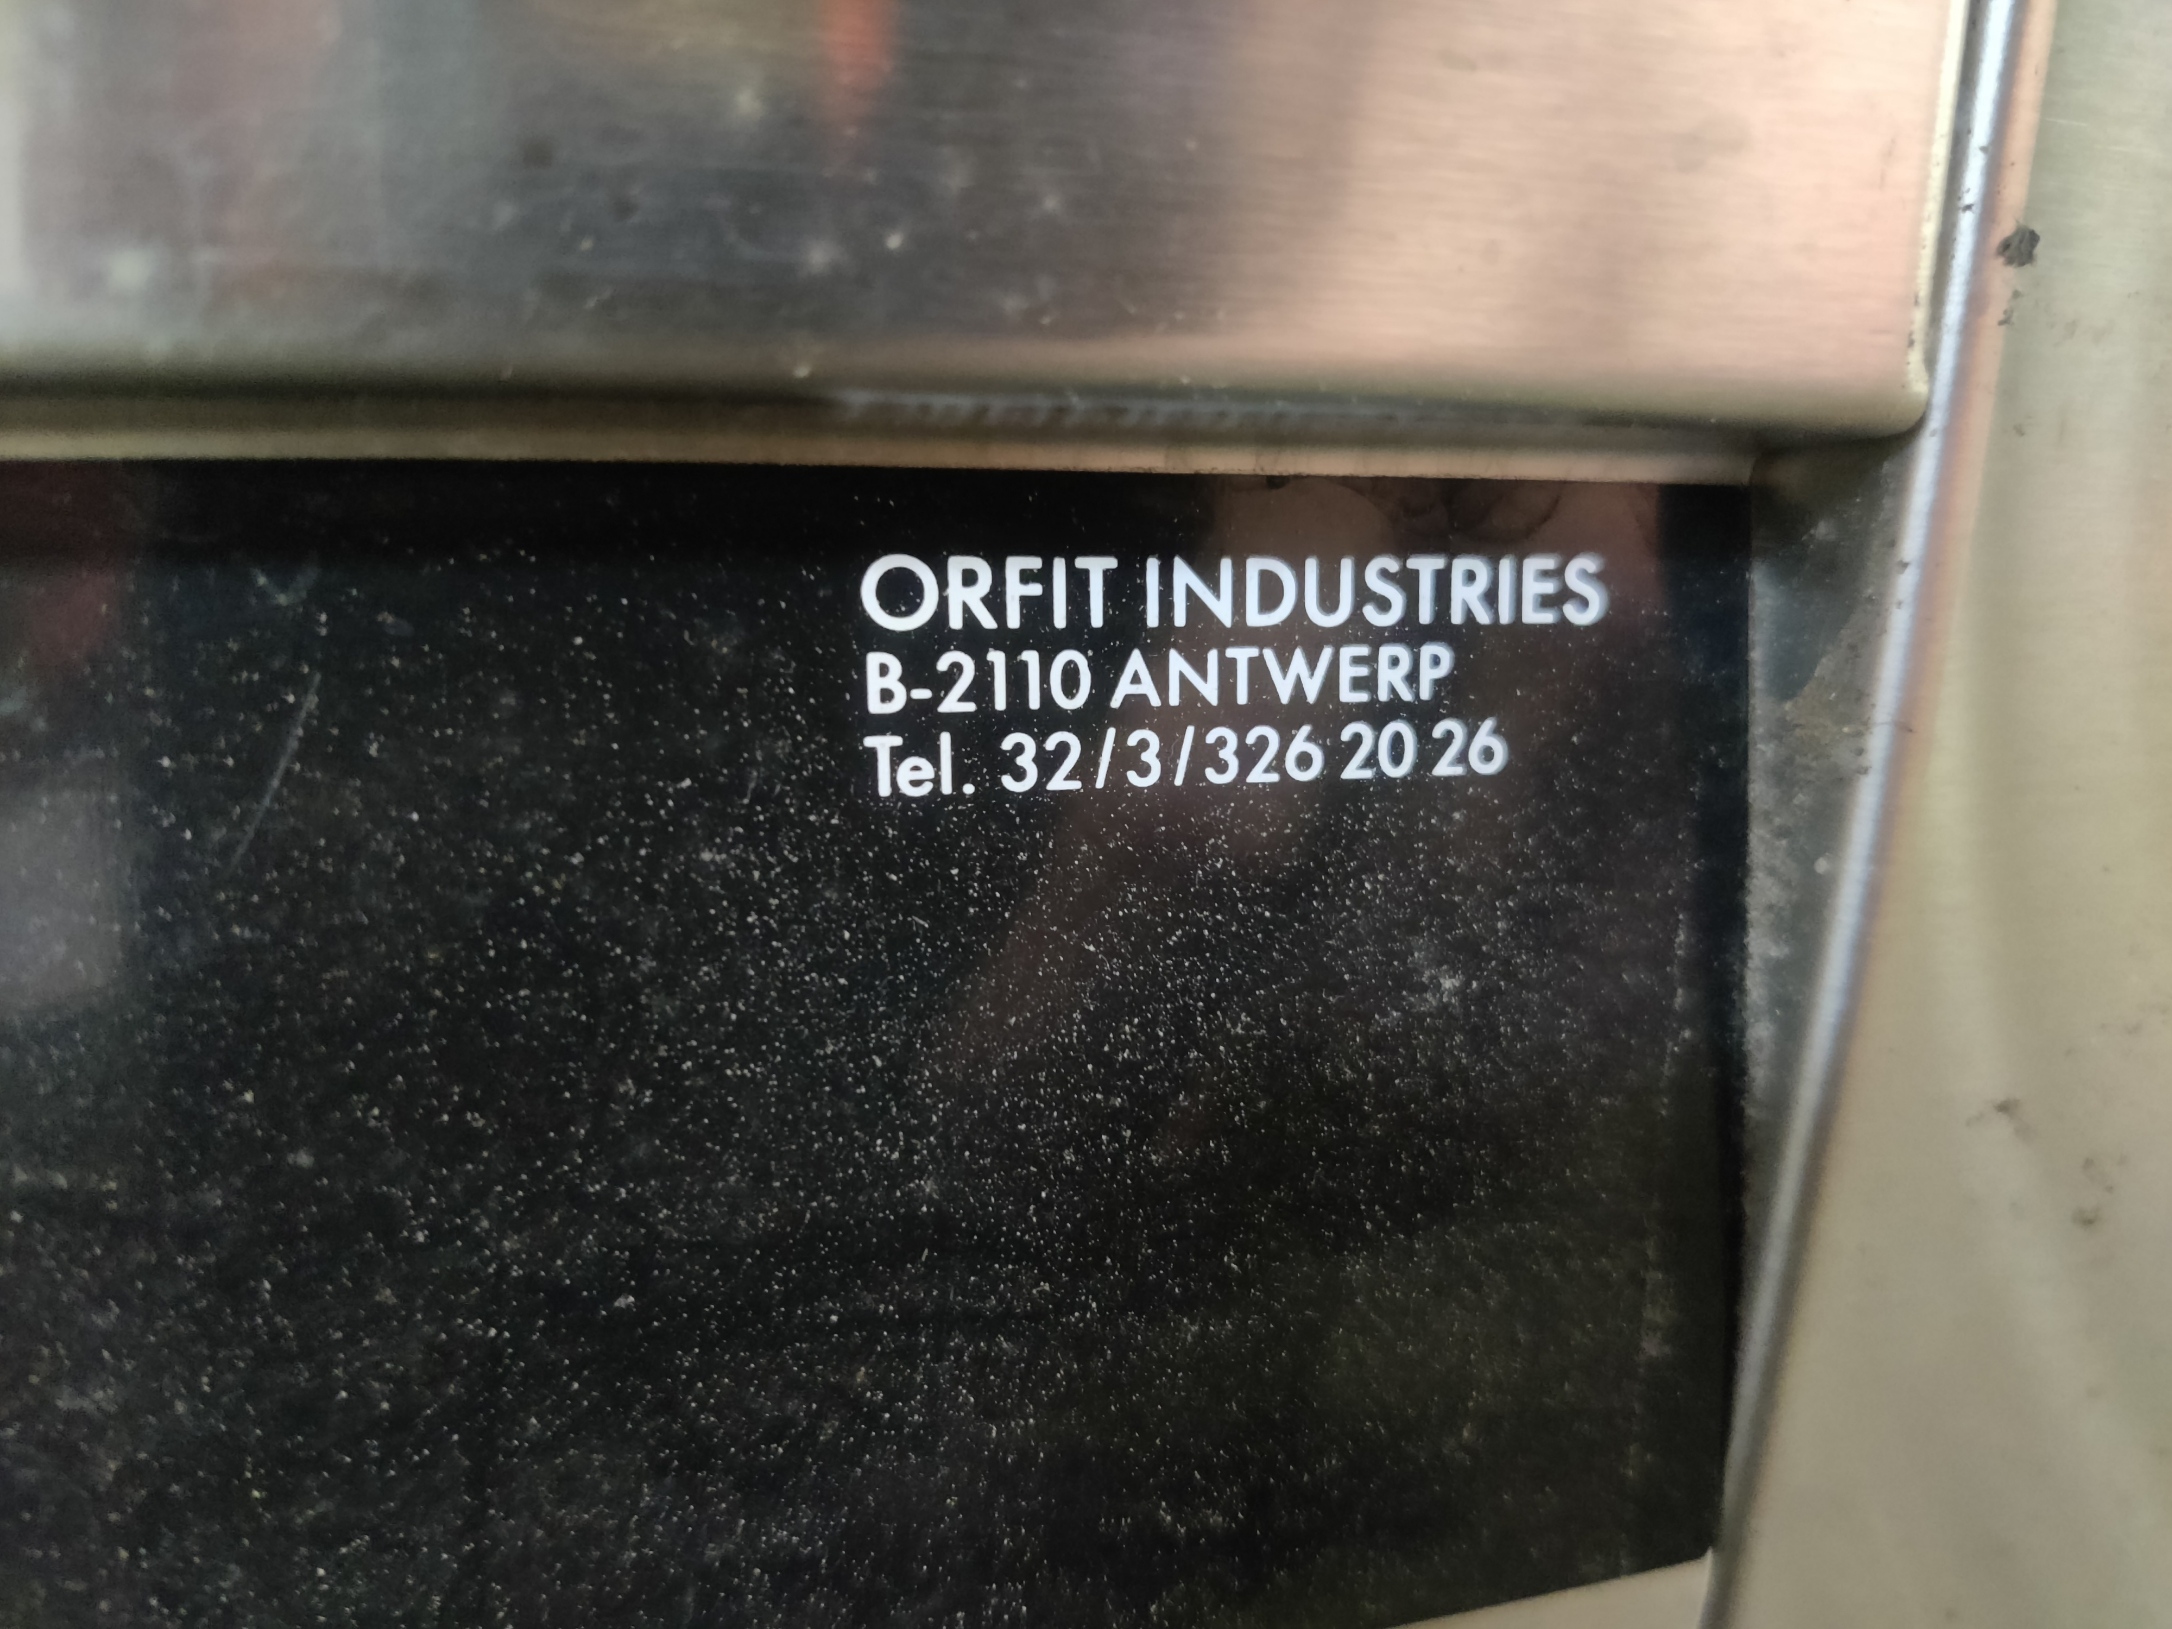 ORFIT INDUSTRIES
B-2110 ANTWERP
Tel. 32/3/326 20 26